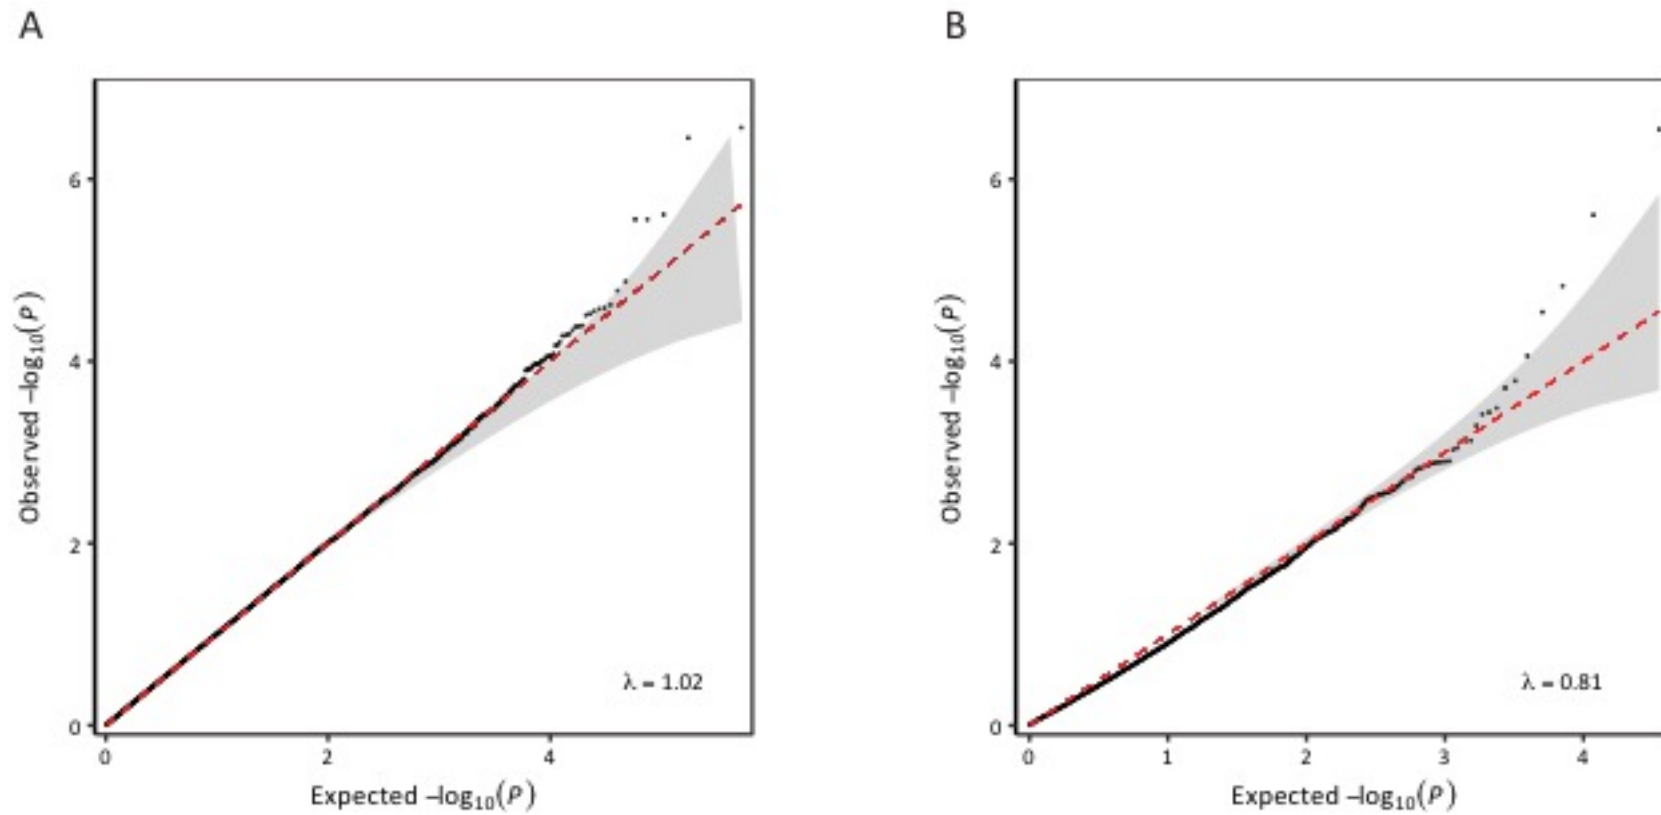 A
B
6
4
2
0
Observed –log10(P)
λ = 1.02
0
2
4
Expected –log10(P)
6
4
2
0
Observed –log10(P)
λ = 0.81
0
1
2
3
4
Expected –log10(P)